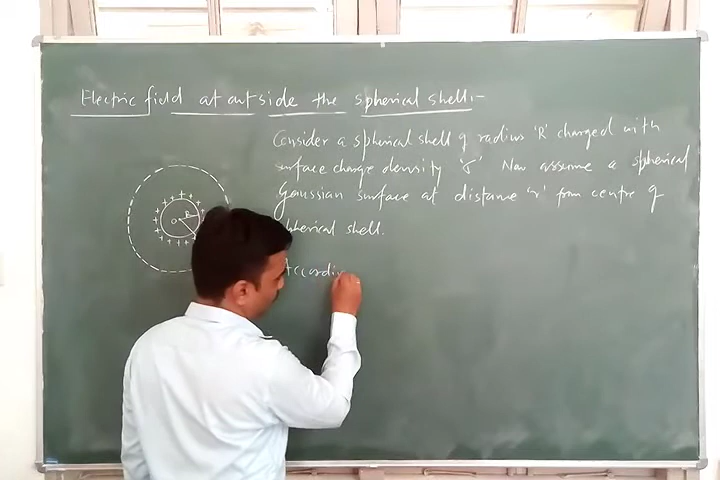 Electric field at outside the spherical shell:-
Consider a spherical shell of radius 'R' charged with
surface charge density 'σ' Now assume a spherical
Gaussian surface at distance 'r' from centre of
spherical shell.
Accordin
O R